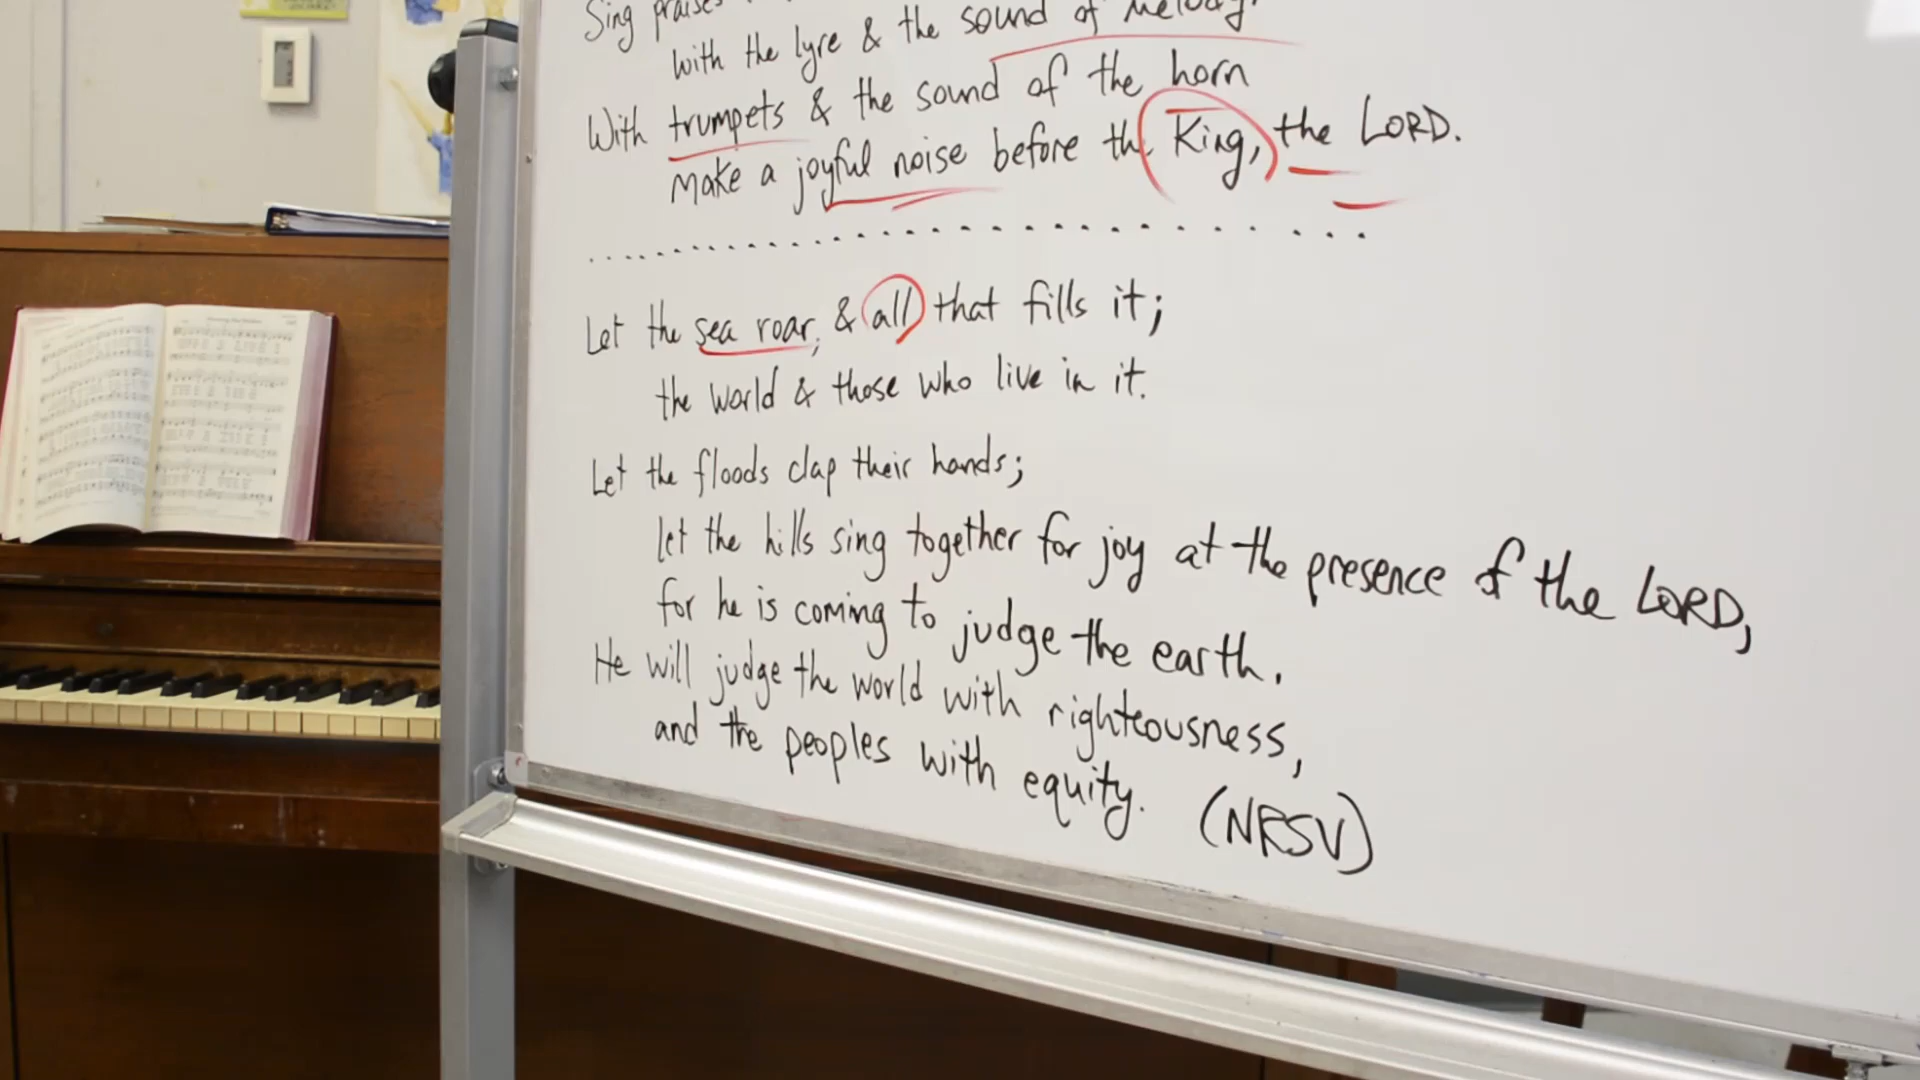 Sing praises
with the lyre & the sound of melody.
With trumpets & the sound of the horn
make a joyful noise before the King, the LORD.
Let the sea roar, & all that fills it;
the world & those who live in it.
Let the floods clap their hands;
let the hills sing together for joy at the presence of the LORD,
for he is coming to judge the earth.
He will judge the world with righteousness,
and the peoples with equity. (NRSV)